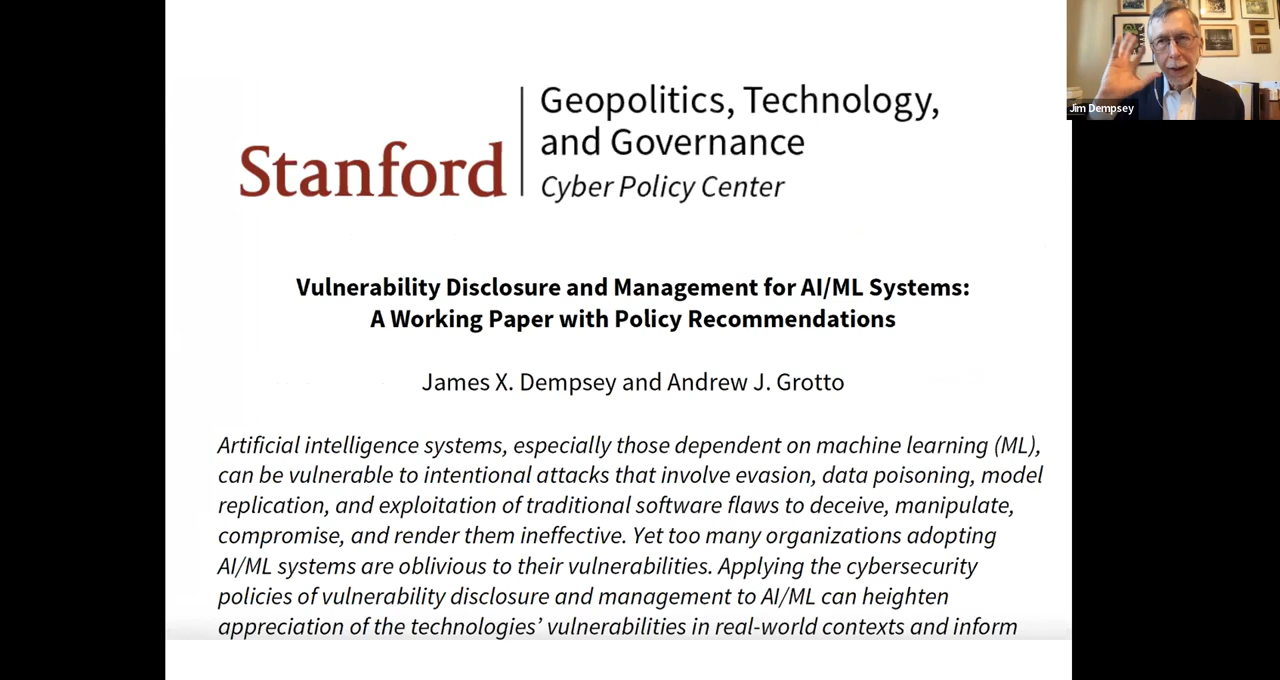 Stanford
Geopolitics, Technology,
and Governance
Cyber Policy Center
Jim Dempsey
Vulnerability Disclosure and Management for AI/ML Systems:
A Working Paper with Policy Recommendations
James X. Dempsey and Andrew J. Grotto
Artificial intelligence systems, especially those dependent on machine learning (ML),
can be vulnerable to intentional attacks that involve evasion, data poisoning, model
replication, and exploitation of traditional software flaws to deceive, manipulate,
compromise, and render them ineffective. Yet too many organizations adopting
AI/ML systems are oblivious to their vulnerabilities. Applying the cybersecurity
policies of vulnerability disclosure and management to AI/ML can heighten
appreciation of the technologies’ vulnerabilities in real-world contexts and inform